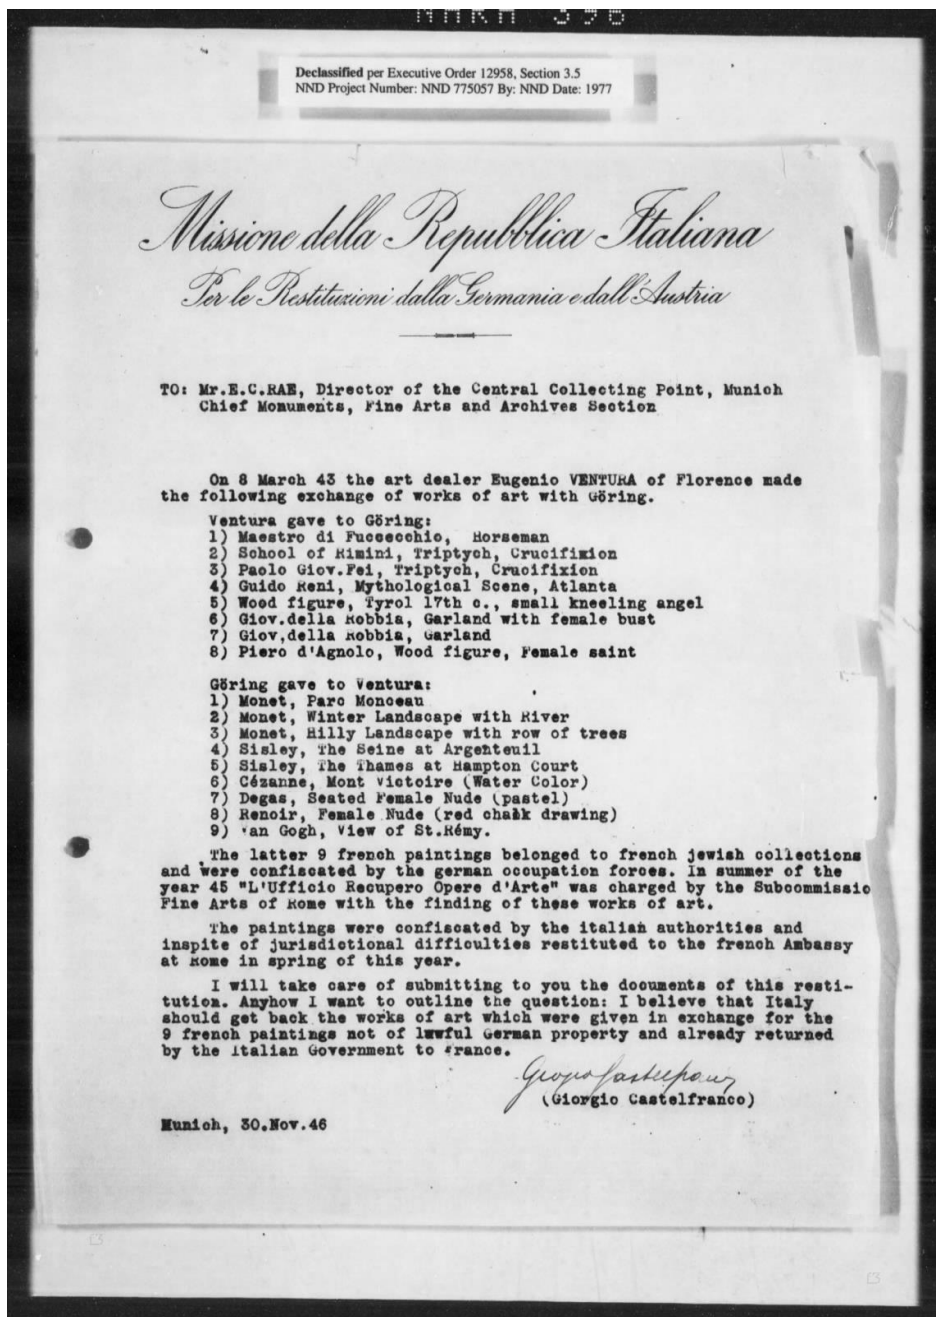 NARA 396
Declassified per Executive Order 12958, Section 3.5
NND Project Number: NND 775057 By: NND Date: 1977
Missione della Repubblica Italiana
Per le Restituzioni dalla Germania e dall'Austria
TO: Mr.E.C.RAE, Director of the Central Collecting Point, Munich
Chief Monuments, Fine Arts and Archives Section
On 8 March 43 the art dealer Eugenio VENTURA of Florence made
the following exchange of works of art with Göring.
Ventura gave to Göring:
1) Maestro di Fuccecchio, Horseman
2) School of Rimini, Triptych, Crucifixion
3) Paolo Giov.Fei, Triptych, Crucifixion
4) Guido Reni, Mythological Scene, Atlanta
5) Wood figure, Tyrol 17th c., small kneeling angel
6) Giov.della Robbia, Garland with female bust
7) Giov,della Robbia, Garland
8) Piero d'Agnolo, Wood figure, Female saint
Göring gave to Ventura:
1) Monet, Parc Monceau
2) Monet, Winter Landscape with River
3) Monet, Hilly Landscape with row of trees
4) Sisley, The Seine at Argenteuil
5) Sisley, The Thames at Hampton Court
6) Cézanne, Mont Victoire (Water Color)
7) Degas, Seated Female Nude (pastel)
8) Renoir, Female Nude (red chalk drawing)
9) Van Gogh, View of St.Rémy.
The latter 9 french paintings belonged to french jewish collections
and were confiscated by the german occupation forces. In summer of the
year 45 "L'Ufficio Recupero Opere d'Arte" was charged by the Subcommissio
Fine Arts of Rome with the finding of these works of art.
The paintings were confiscated by the italian authorities and
inspite of jurisdictional difficulties restituted to the french Ambassy
at Rome in spring of this year.
I will take care of submitting to you the documents of this resti-
tution. Anyhow I want to outline the question: I believe that Italy
should get back the works of art which were given in exchange for the
9 french paintings not of lawful German property and already returned
by the Italian Government to France.
Giorgio Castelfranco
(Giorgio Castelfranco)
Munich, 30.Nov.46